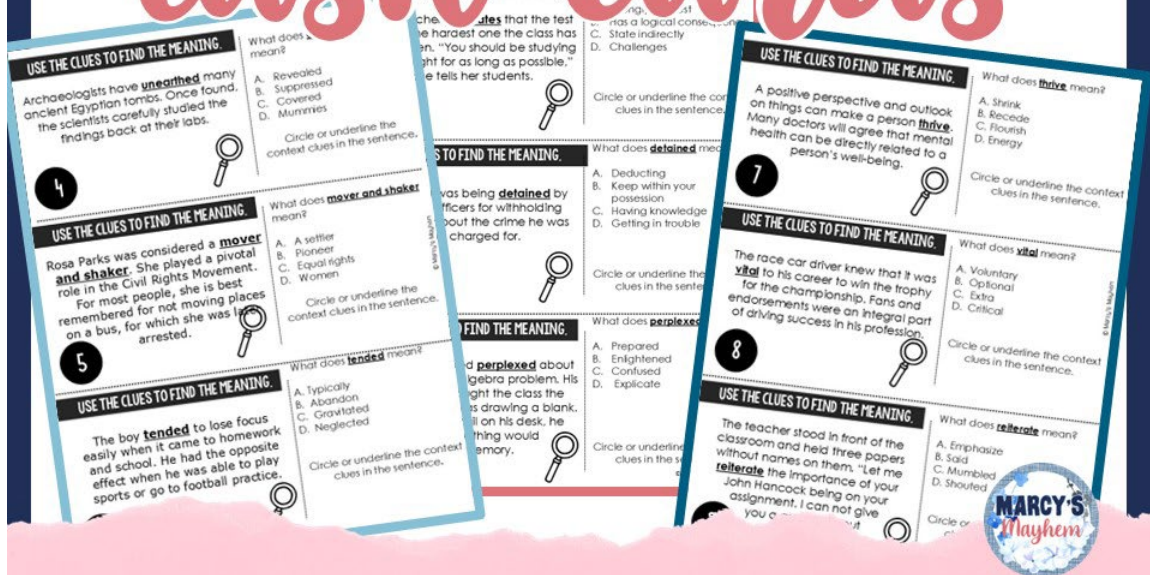 USE THE CLUES TO FIND THE MEANING.
Archaeologists have unearthed many
ancient Egyptian tombs. Once found,
the scientists carefully studied the
findings back at their labs.
4
What does
mean?
A. Revealed
B. Suppressed
C. Covered
D. Mummies
Circle or underline the
context clues in the sentence.
USE THE CLUES TO FIND THE MEANING.
Rosa Parks was considered a mover
and shaker. She played a pivotal
role in the Civil Rights Movement.
For most people, she is best
remembered for not moving places
on a bus, for which she was
arrested.
5
What does mover and shaker
mean?
A. A settler
B. Pioneer
C. Equal rights
D. Women
Circle or underline the
context clues in the sentence.
© Marcy's Mayhem
USE THE CLUES TO FIND THE MEANING.
The boy tended to lose focus
easily when it came to homework
and school. He had the opposite
effect when he was able to play
sports or go to football practice.
What does tended mean?
A. Typically
B. Abandon
C. Gravitated
D. Neglected
Circle or underline the context
clues in the sentence.
that the test
hardest one the class has
"You should be studying
for as long as possible,"
tells her students.
B. Has a logical
C. State indirectly
D. Challenges
Circle or underline the
clues in the sentence.
TO FIND THE MEANING.
was being detained by
for withholding
the crime he was
charged for.
What does detained
A. Deducting
B. Keep within your
possession
C. Having knowledge
D. Getting in trouble
Circle or underline the
clues in the
FIND THE MEANING.
perplexed about
problem. His
the class the
drawing a blank.
on his desk, he
would
What does perplexed
A. Prepared
B. Enlightened
C. Confused
D. Explicate
Circle or underline
clues in the
USE THE CLUES TO FIND THE MEANING.
A positive perspective and outlook
on things can make a person thrive.
Many doctors will agree that mental
health can be directly related to a
person's well-being.
7
What does thrive mean?
A. Shrink
B. Recede
C. Flourish
D. Energy
Circle or underline the context
clues in the sentence.
USE THE CLUES TO FIND THE MEANING.
The race car driver knew that it was
vital to his career to win the trophy
for the championship. Fans and
endorsements were an integral part
of driving success in his profession.
8
What does vital mean?
A. Voluntary
B. Optional
C. Extra
D. Critical
Circle or underline the context
clues in the sentence.
© Marcy's Mayhem
USE THE CLUES TO FIND THE MEANING.
The teacher stood in front of the
classroom and held three papers
without names on them. "Let me
reiterate the importance of your
John Hancock being on your
assignment. I can not give
you
What does reiterate mean?
A. Emphasize
B. Said
C. Mumbled
D. Shouted
Circle
MARCY'S
Mayhem